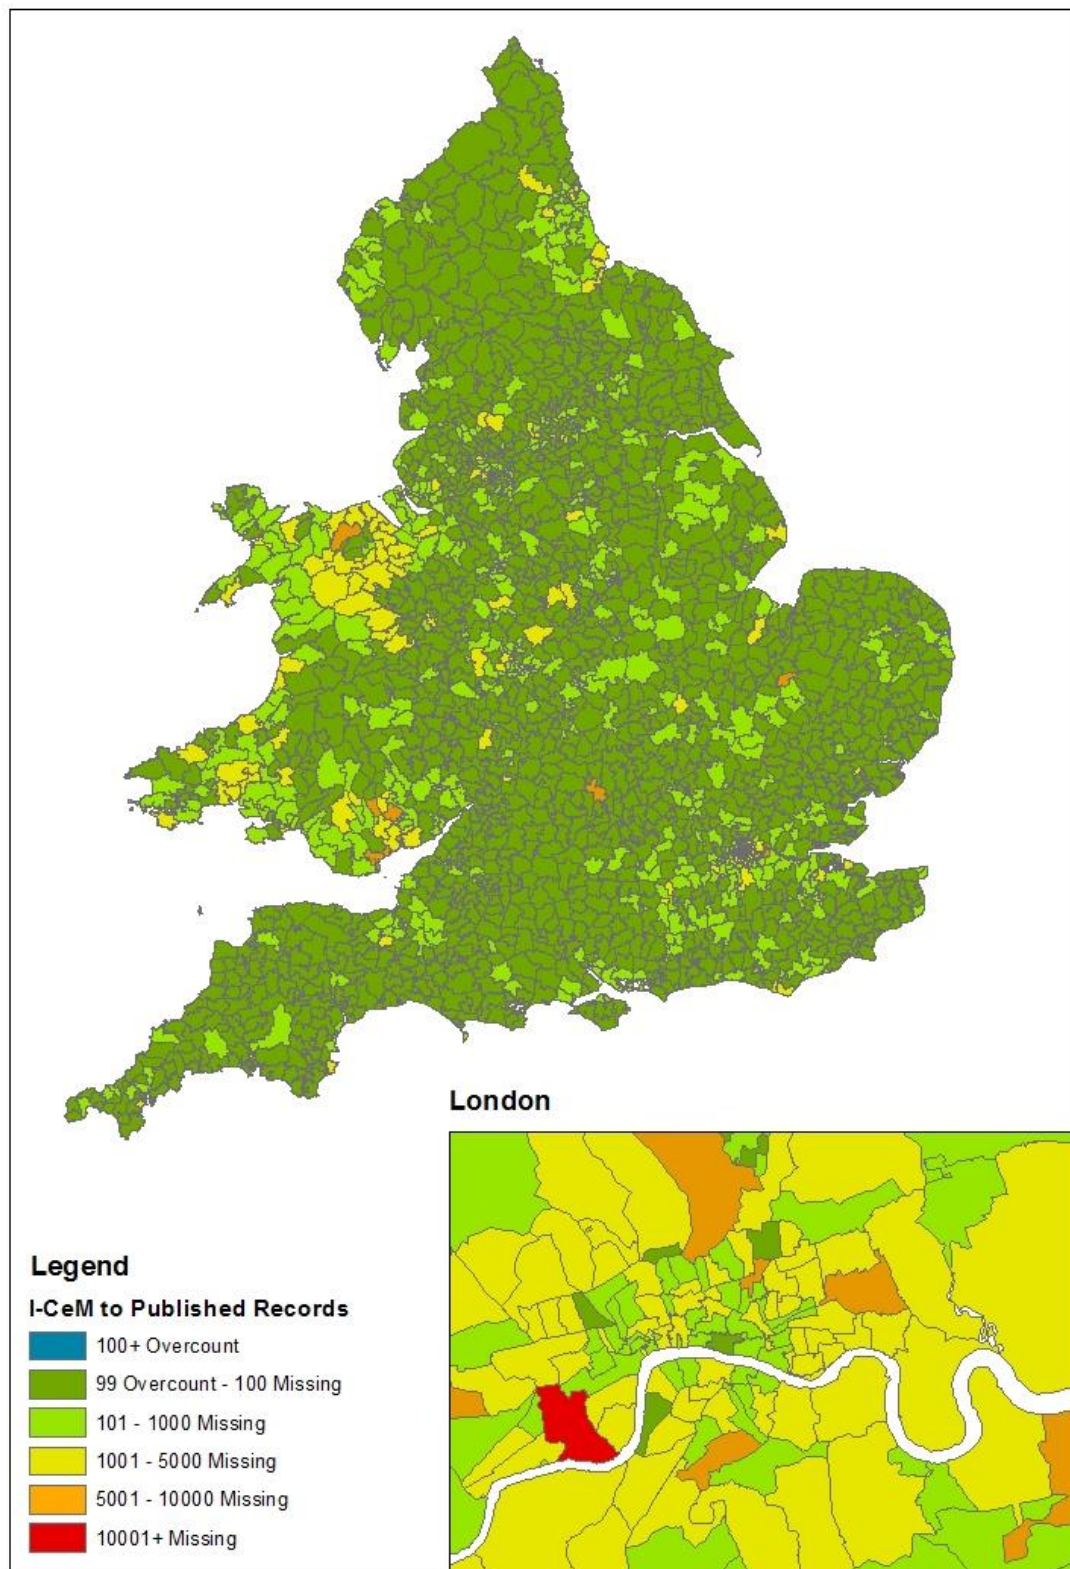 London
Legend
I-CeM to Published Records
100+ Overcount
99 Overcount - 100 Missing
101 - 1000 Missing
1001 - 5000 Missing
5001 - 10000 Missing
10001+ Missing